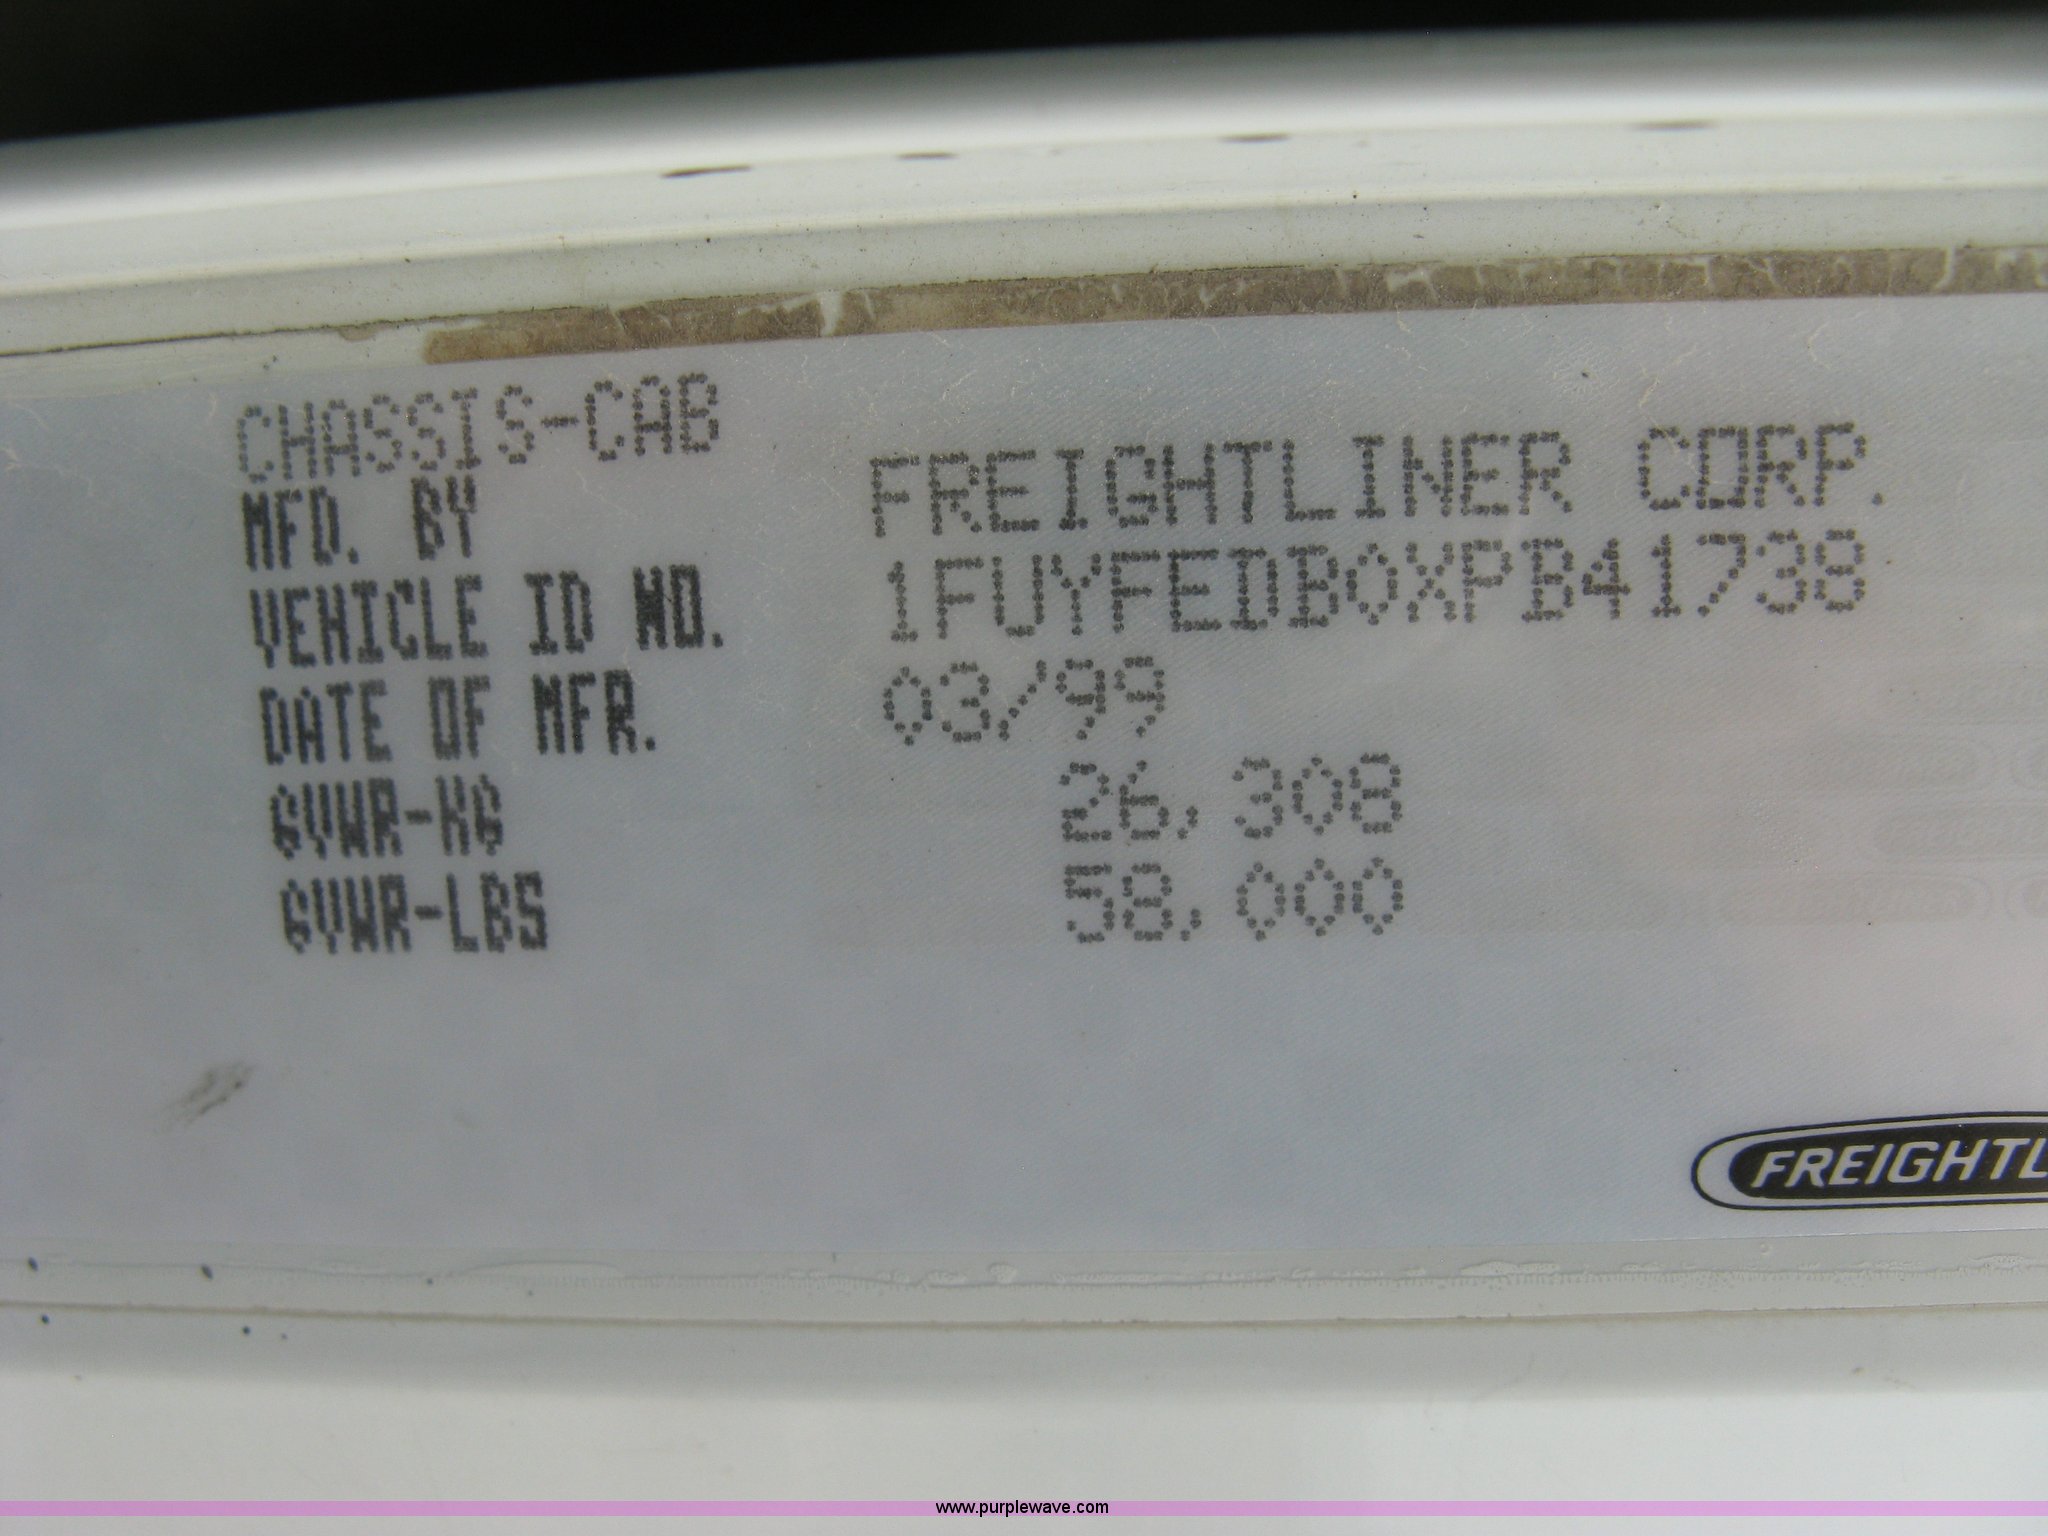 CHASSIS-CAB
MFD. BY FREIGHTLINER CORP.
VEHICLE ID NO. 1FUYFEDB0XPB41738
DATE OF MFR. 03/99
GVWR-KG 26,308
GVWR-LBS 58,000
FREIGHTL
www.purplewave.com